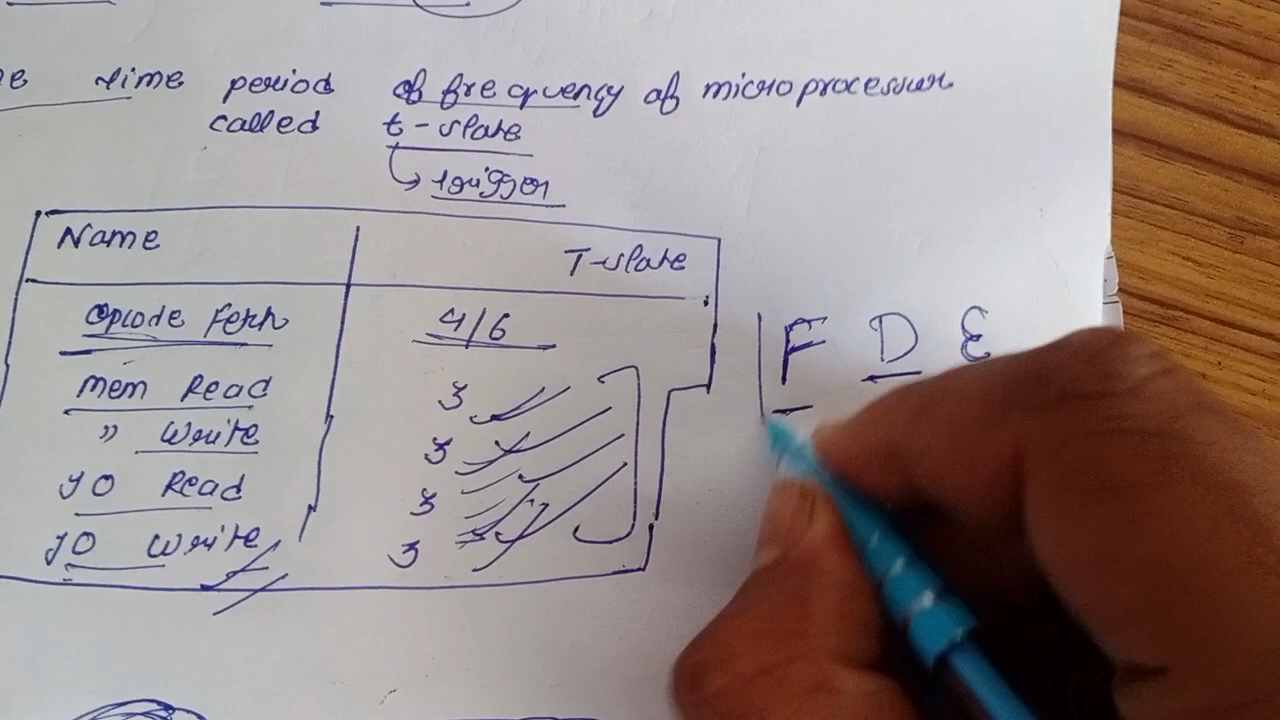 time period of frequency of microprocessor
called t-state
trigger
Name T-state
Opcode Fetch 4/6
Mem Read 3
" Write 3
IO Read 3
IO Write 3
F D E